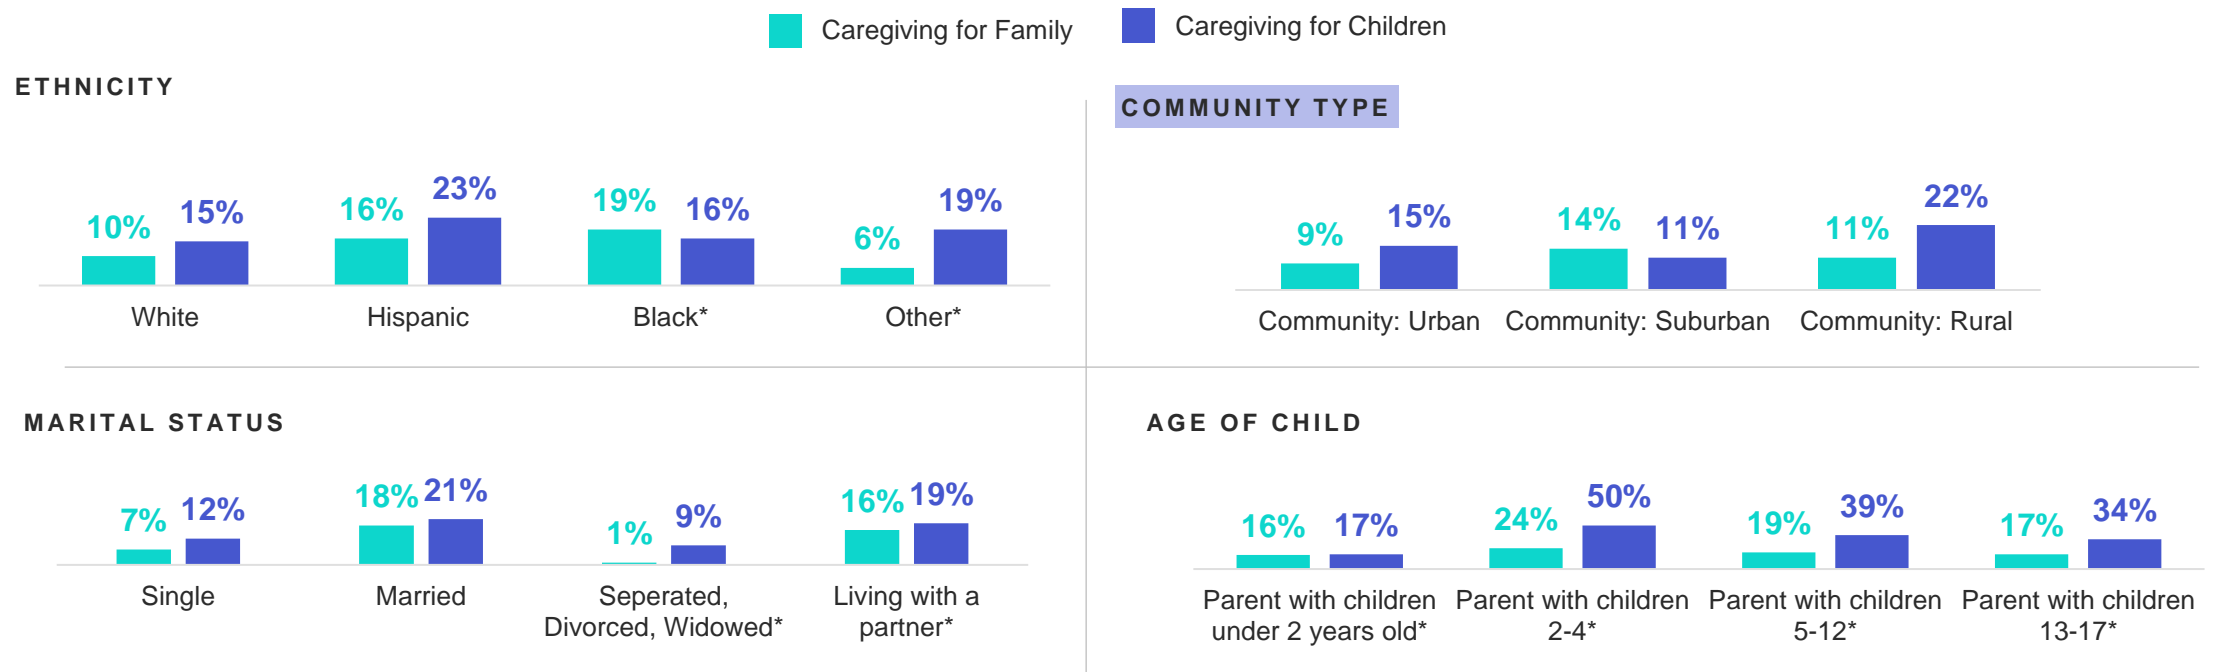 Caregiving for Family
Caregiving for Children
ETHNICITY
10%
15%
16%
23%
19%
16%
6%
19%
White
Hispanic
Black*
Other*
COMMUNITY TYPE
9%
15%
14%
11%
11%
22%
Community: Urban
Community: Suburban
Community: Rural
MARITAL STATUS
7%
12%
18%
21%
1%
9%
16%
19%
Single
Married
Seperated,
Divorced, Widowed*
Living with a
partner*
AGE OF CHILD
16%
17%
24%
50%
19%
39%
17%
34%
Parent with children
under 2 years old*
Parent with children
2-4*
Parent with children
5-12*
Parent with children
13-17*